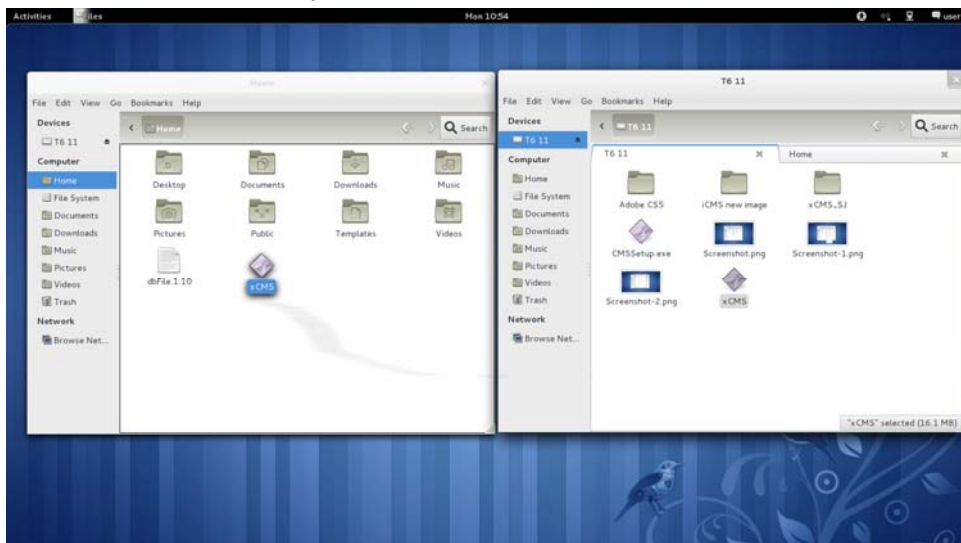 Activities
Files
Mon 10:54
user
Home
File Edit View Go Bookmarks Help
Devices
T6 11
Computer
Home
File System
Documents
Downloads
Music
Pictures
Videos
Trash
Network
Browse Net...
Home
Search
Desktop
Documents
Downloads
Music
Pictures
Public
Templates
Videos
dbFile.1.10
xCMS
T6 11
File Edit View Go Bookmarks Help
Devices
T6 11
Computer
Home
File System
Documents
Downloads
Music
Pictures
Videos
Trash
Network
Browse Net...
T6 11
Search
T6 11
Home
Adobe CS5
iCMS new image
xCMS_SJ
CMSSetup.exe
Screenshot.png
Screenshot-1.png
Screenshot-2.png
xCMS
"xCMS" selected (16.1 MB)